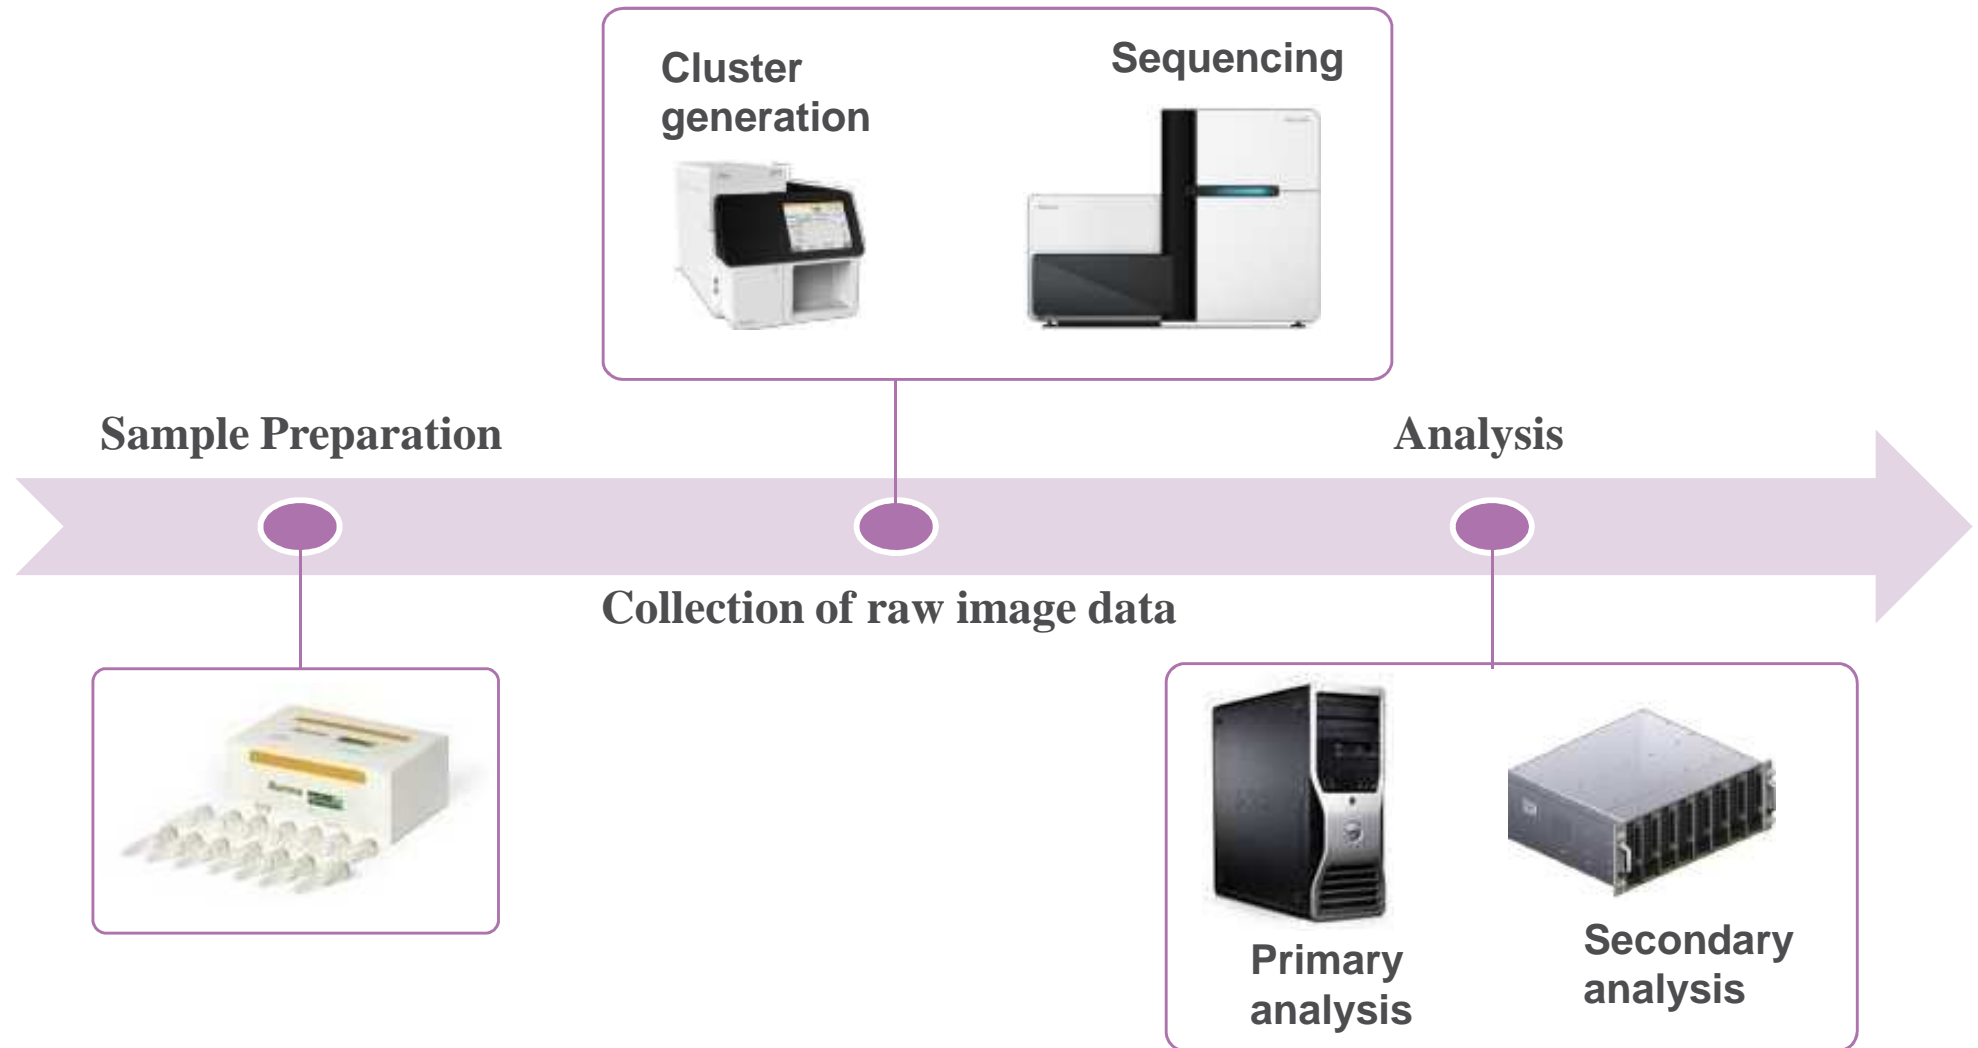 Cluster
generation
Sequencing
Sample Preparation
Analysis
Collection of raw image data
Primary
analysis
Secondary
analysis